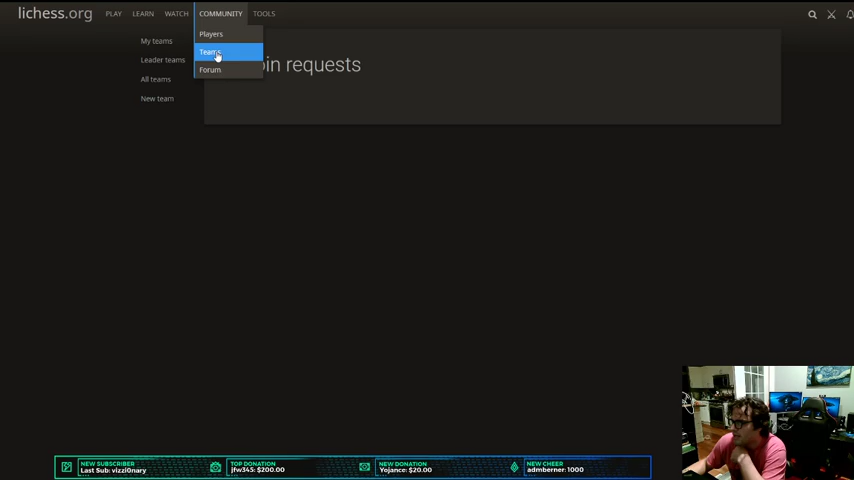 lichess.org PLAY LEARN WATCH COMMUNITY TOOLS
Players
Teams
Forum
My teams
Leader teams
All teams
New team
oin requests
NEW SUBSCRIBER
Last Sub: vizzi0nary
TOP DONATION
jfw345: $200.00
NEW DONATION
Yojance: $20.00
NEW CHEER
admberner: 1000